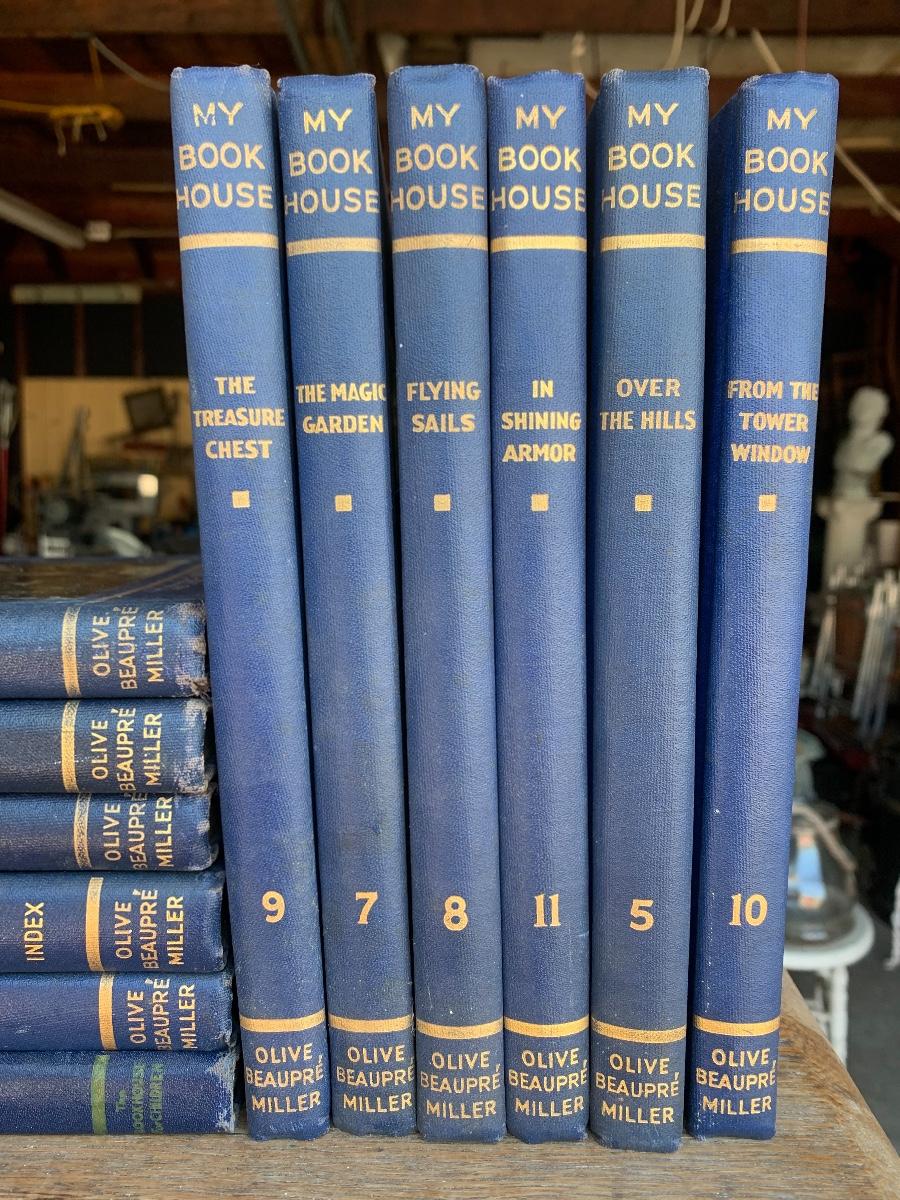 MY
BOOK
HOUSE
THE
TREASURE
CHEST
9
OLIVE
BEAUPRÉ
MILLER
MY
BOOK
HOUSE
THE MAGIC
GARDEN
7
OLIVE
BEAUPRÉ
MILLER
MY
BOOK
HOUSE
FLYING
SAILS
8
OLIVE
BEAUPRÉ
MILLER
MY
BOOK
HOUSE
IN
SHINING
ARMOR
11
OLIVE
BEAUPRÉ
MILLER
MY
BOOK
HOUSE
OVER
THE HILLS
5
OLIVE
BEAUPRÉ
MILLER
MY
BOOK
HOUSE
FROM THE
TOWER
WINDOW
10
OLIVE
BEAUPRÉ
MILLER
OLIVE
BEAUPRÉ
MILLER
OLIVE
BEAUPRÉ
MILLER
OLIVE
BEAUPRÉ
MILLER
INDEX
OLIVE
BEAUPRÉ
MILLER
OLIVE
BEAUPRÉ
MILLER
The